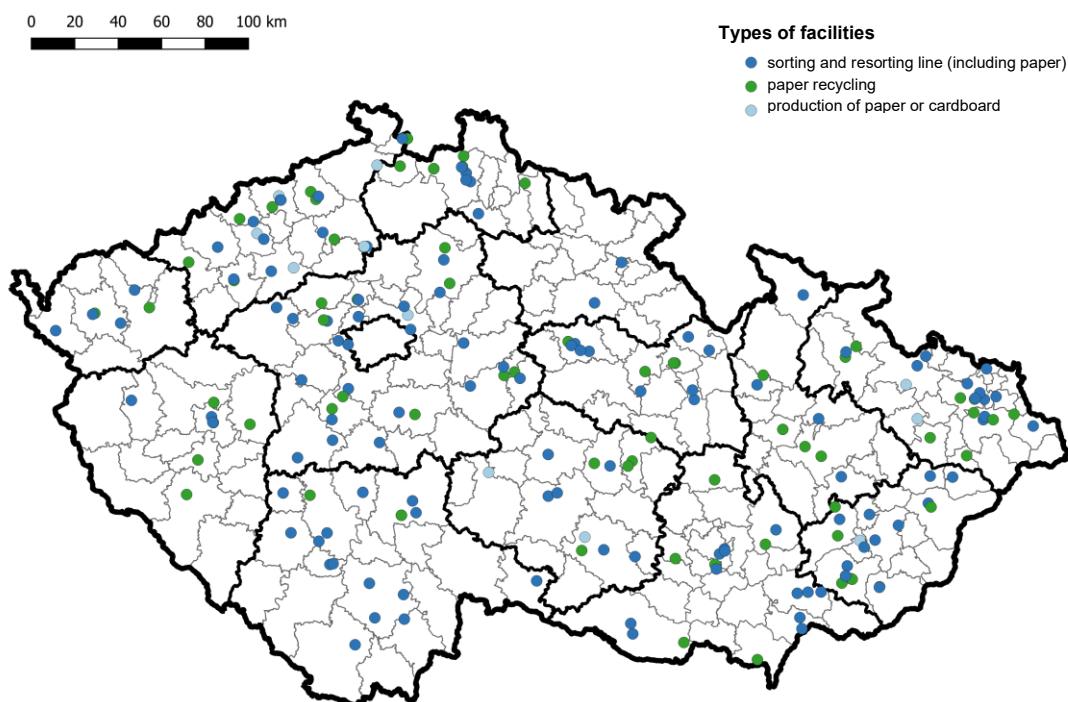 0 20 40 60 80 100 km
Types of facilities
sorting and resorting line (including paper)
paper recycling
production of paper or cardboard